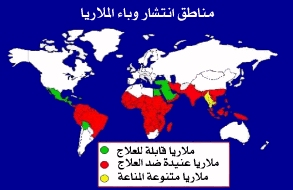 مناطق انتشار وباء الملاريا
ملاريا قابلة للعلاج
ملاريا عنيدة ضد العلاج
ملاريا متنوعة المناعة